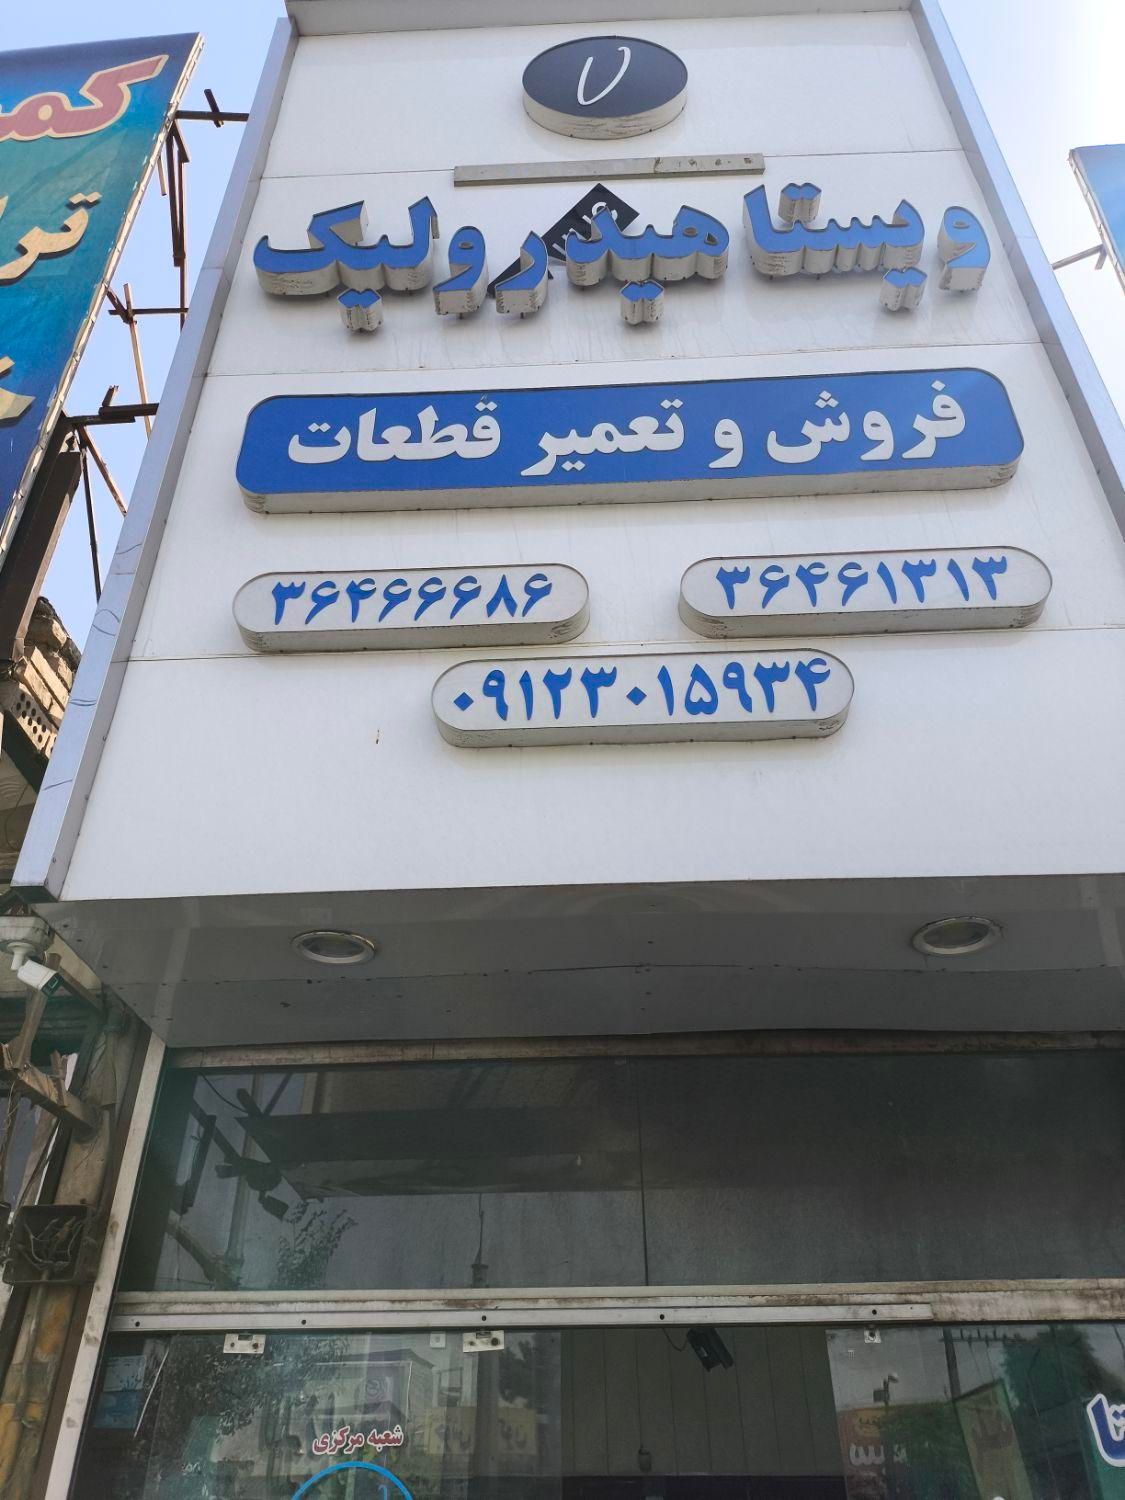 ویستا هیدرولیک
فروش و تعمیر قطعات
۳۶۴۶۶۶۸۶
۳۶۴۶۱۳۱۳
۰۹۱۲۳۰۱۵۹۳۴
شعبه مرکزی